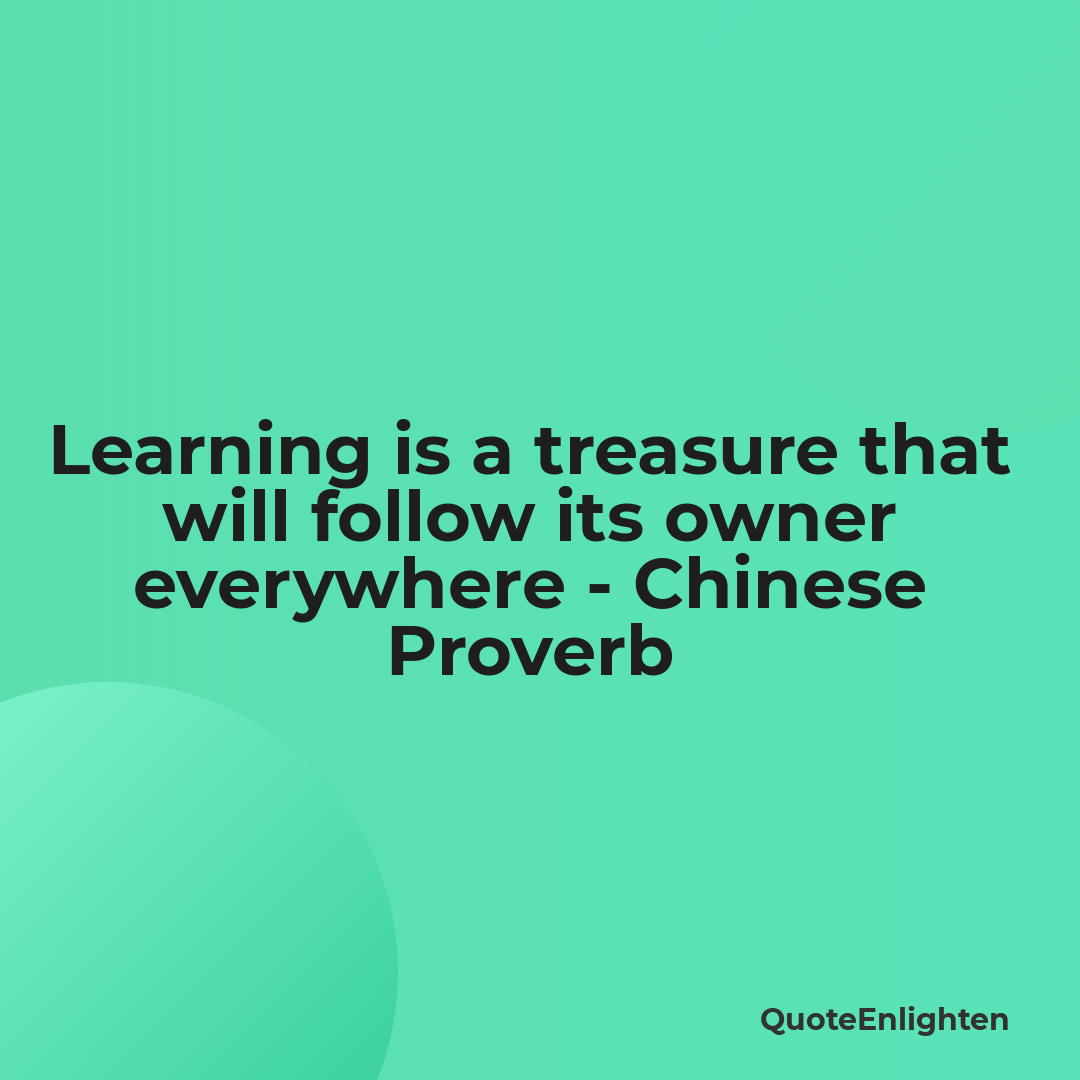 Learning is a treasure that
will follow its owner
everywhere - Chinese
Proverb
QuoteEnlighten